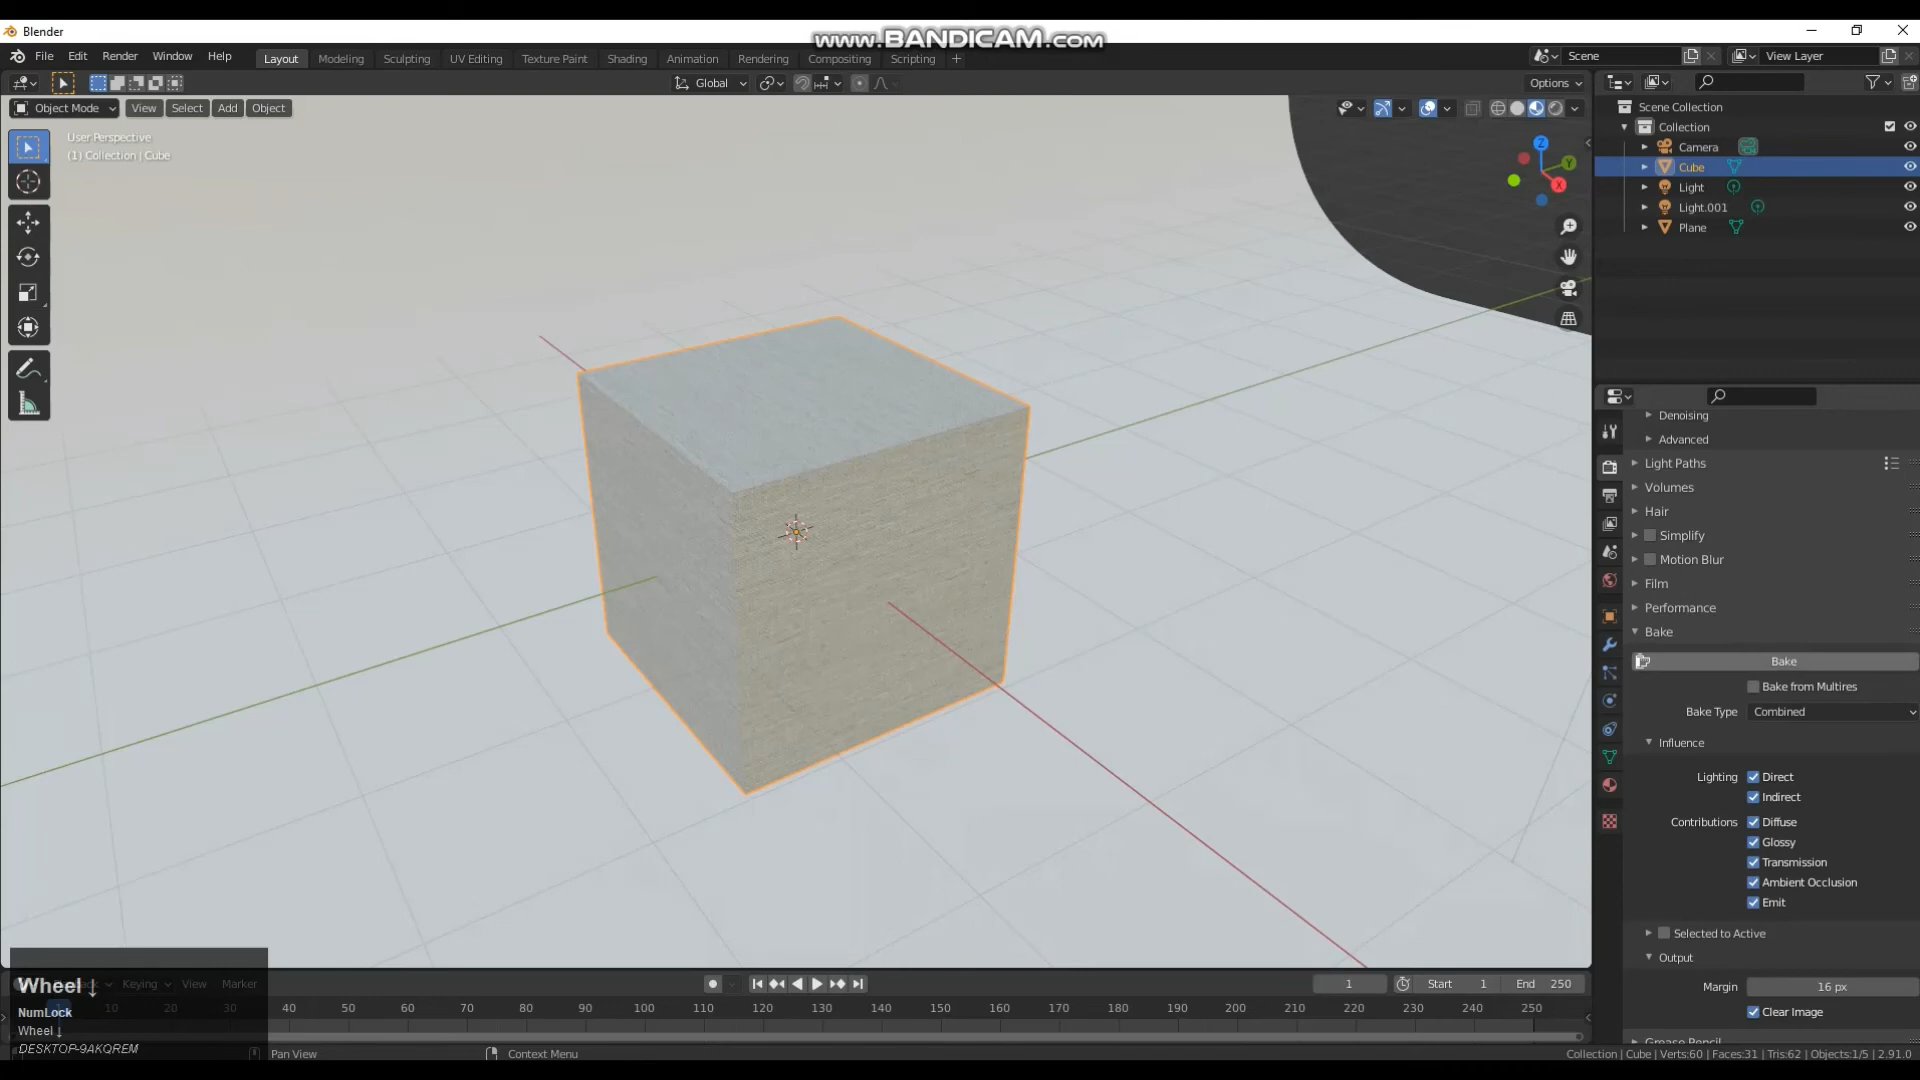 Blender
www.BANDICAM.com
File Edit Render Window Help
Layout Modeling Sculpting UV Editing Texture Paint Shading Animation Rendering Compositing Scripting +
Scene
View Layer
Global
Options
Object Mode View Select Add Object
User Perspective
(1) Collection | Cube
Z
Y
X
Scene Collection
Collection
Camera
Cube
Light
Light.001
Plane
Denoising
Advanced
Light Paths
Volumes
Hair
Simplify
Motion Blur
Film
Performance
Bake
Bake
Bake from Multires
Bake Type Combined
Influence
Lighting Direct
Indirect
Contributions Diffuse
Glossy
Transmission
Ambient Occlusion
Emit
Selected to Active
Output
Margin 16 px
Clear Image
Keying View Marker
1 Start 1 End 250
10 20 30 40 50 60 70 80 90 100 110 120 130 140 150 160 170 180 190 200 210 220 230 240 250
Wheel ↓
NumLock
Wheel ↓
DESKTOP-9AKQREM
Pan View
Context Menu
Collection | Cube | Verts:60 | Faces:31 | Tris:62 | Objects:1/5 | 2.91.0